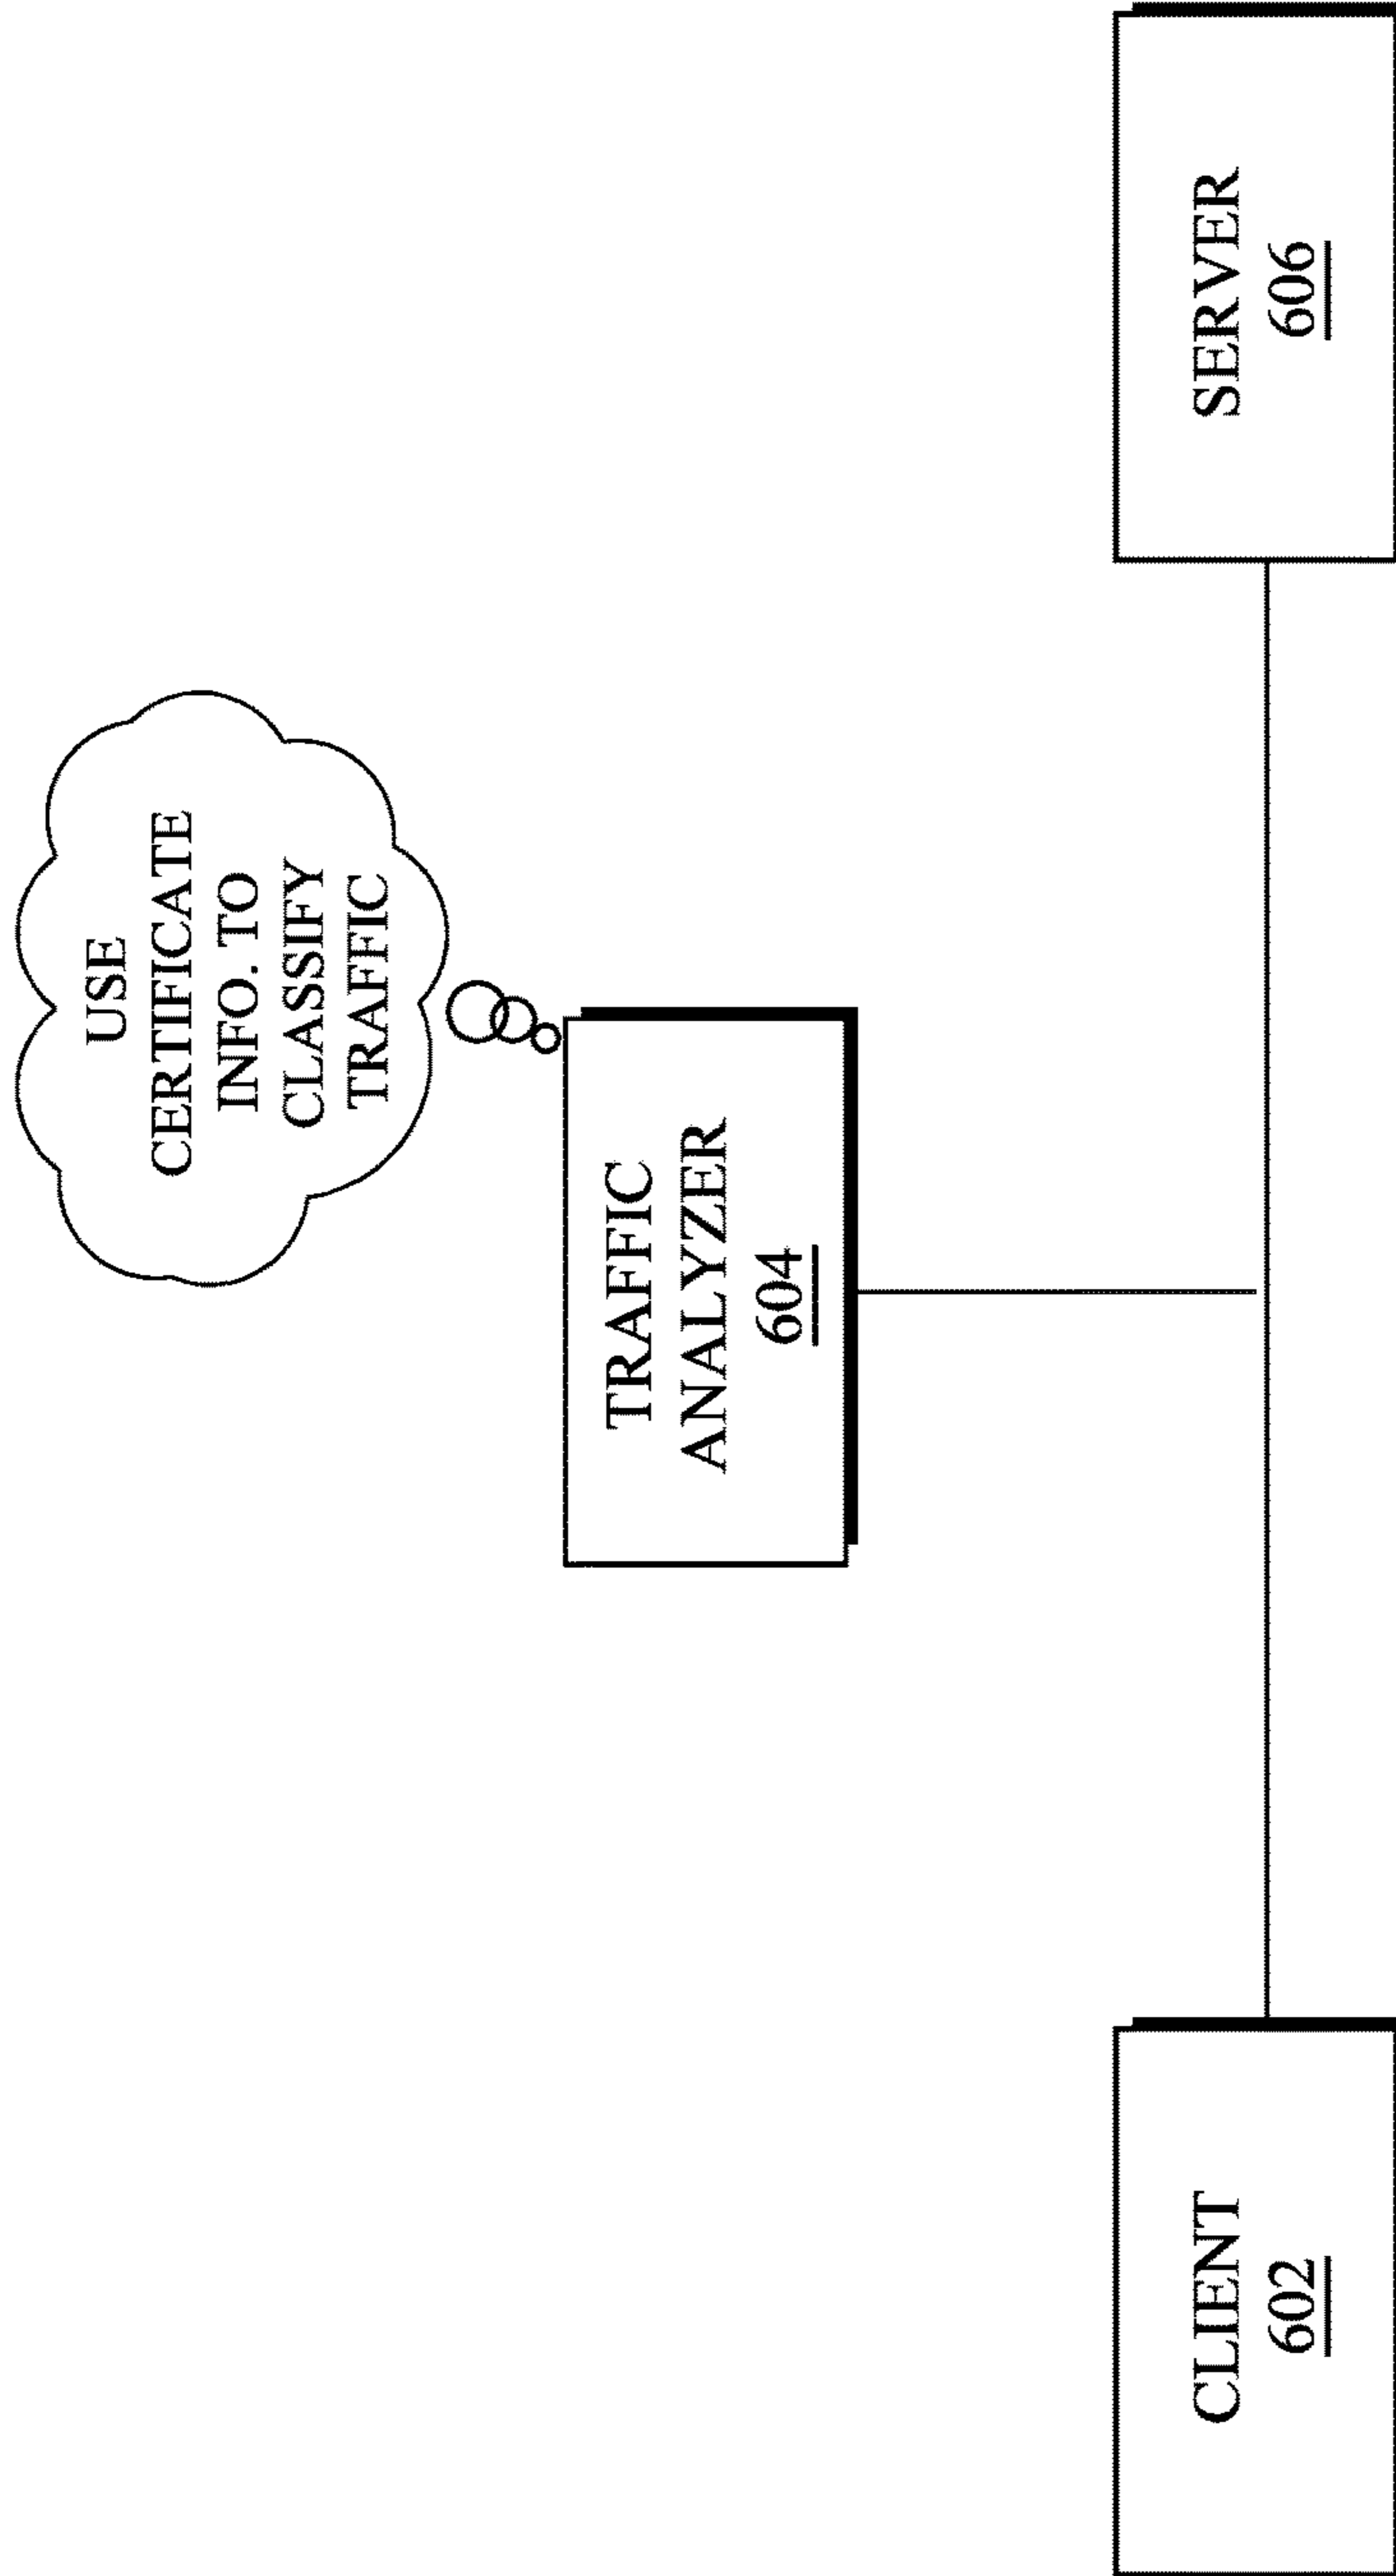 USE
CERTIFICATE
INFO. TO
CLASSIFY
TRAFFIC
TRAFFIC
ANALYZER
604
CLIENT
602
SERVER
606